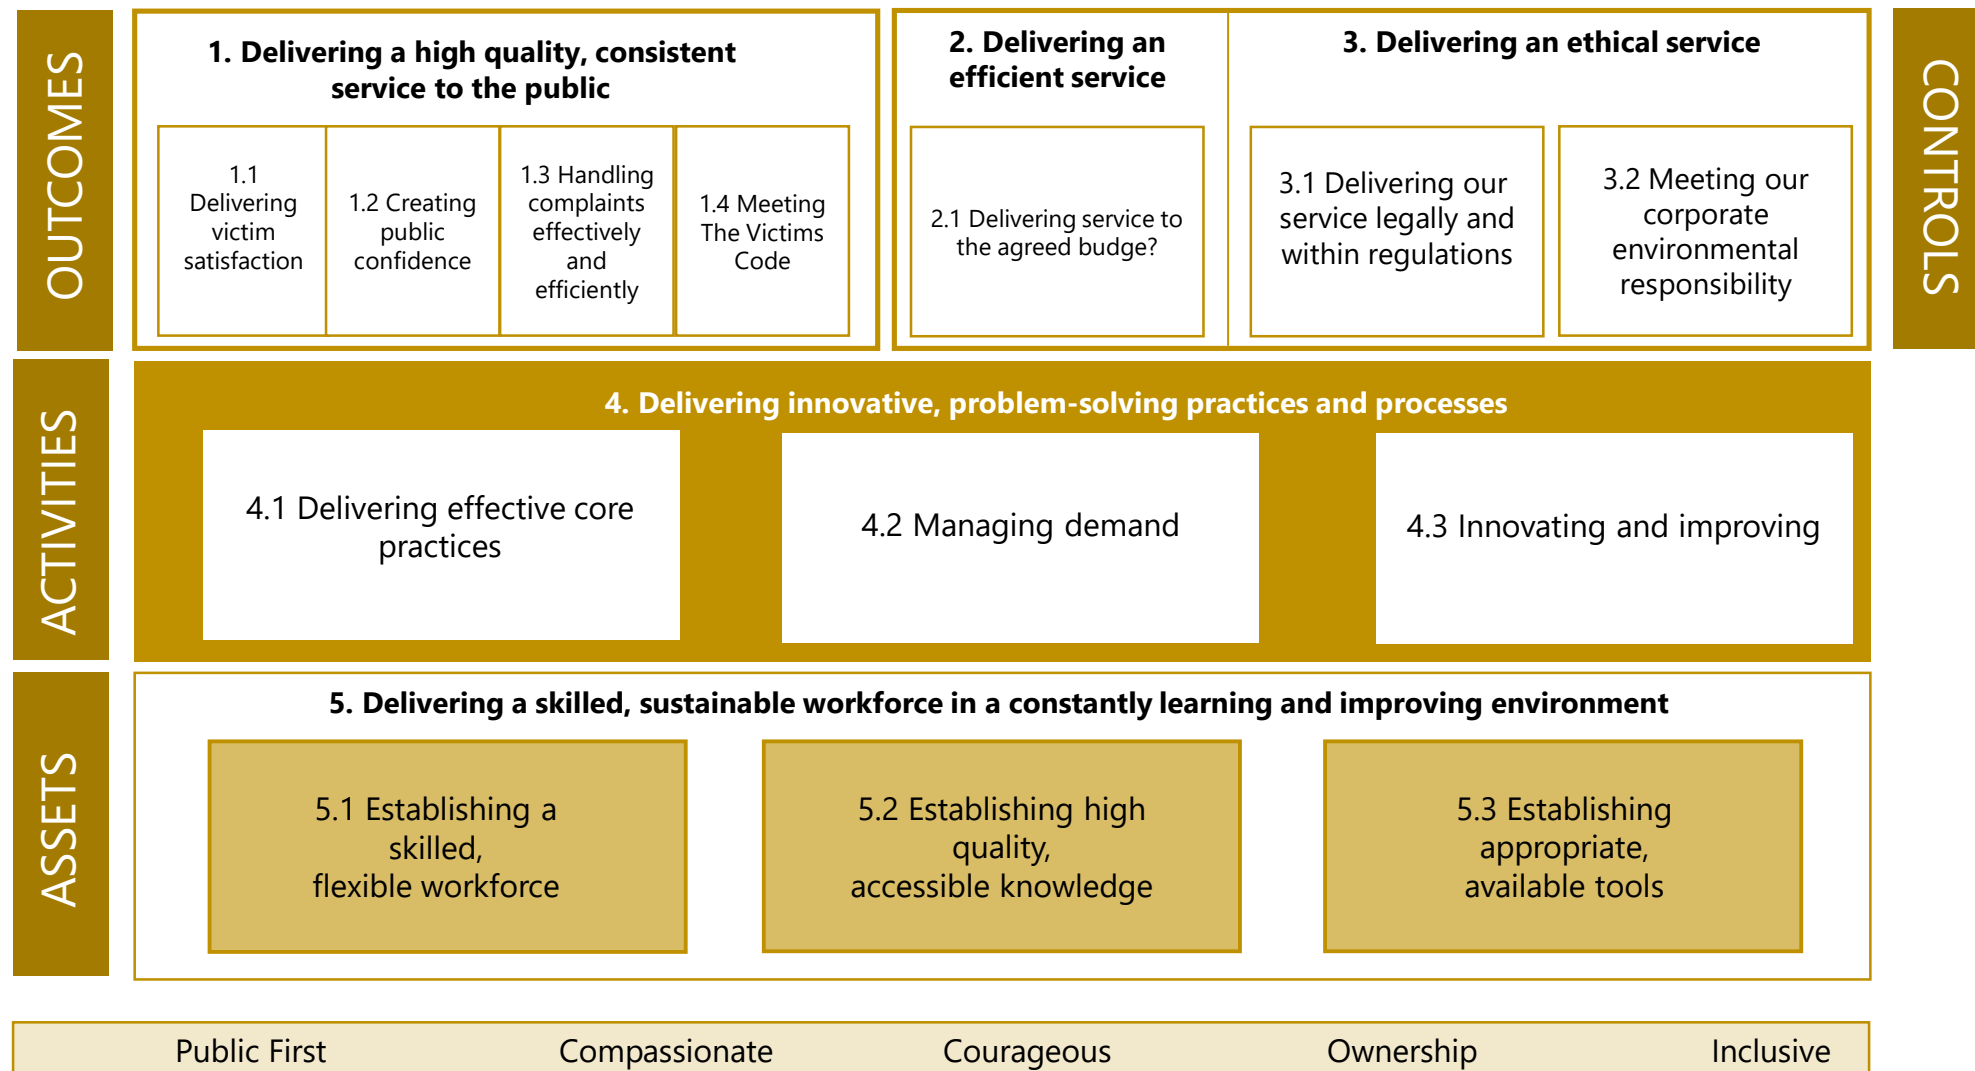 OUTCOMES
1. Delivering a high quality, consistent
service to the public
1.1
Delivering
victim
satisfaction
1.2 Creating
public
confidence
1.3 Handling
complaints
effectively
and
efficiently
1.4 Meeting
The Victims
Code
2. Delivering an
efficient service
2.1 Delivering service to
the agreed budget?
3. Delivering an ethical service
3.1 Delivering our
service legally and
within regulations
3.2 Meeting our
corporate
environmental
responsibility
CONTROLS
ACTIVITIES
4. Delivering innovative, problem-solving practices and processes
4.1 Delivering effective core
practices
4.2 Managing demand
4.3 Innovating and improving
ASSETS
5. Delivering a skilled, sustainable workforce in a constantly learning and improving environment
5.1 Establishing a
skilled,
flexible workforce
5.2 Establishing high
quality,
accessible knowledge
5.3 Establishing
appropriate,
available tools
Public First Compassionate Courageous Ownership Inclusive